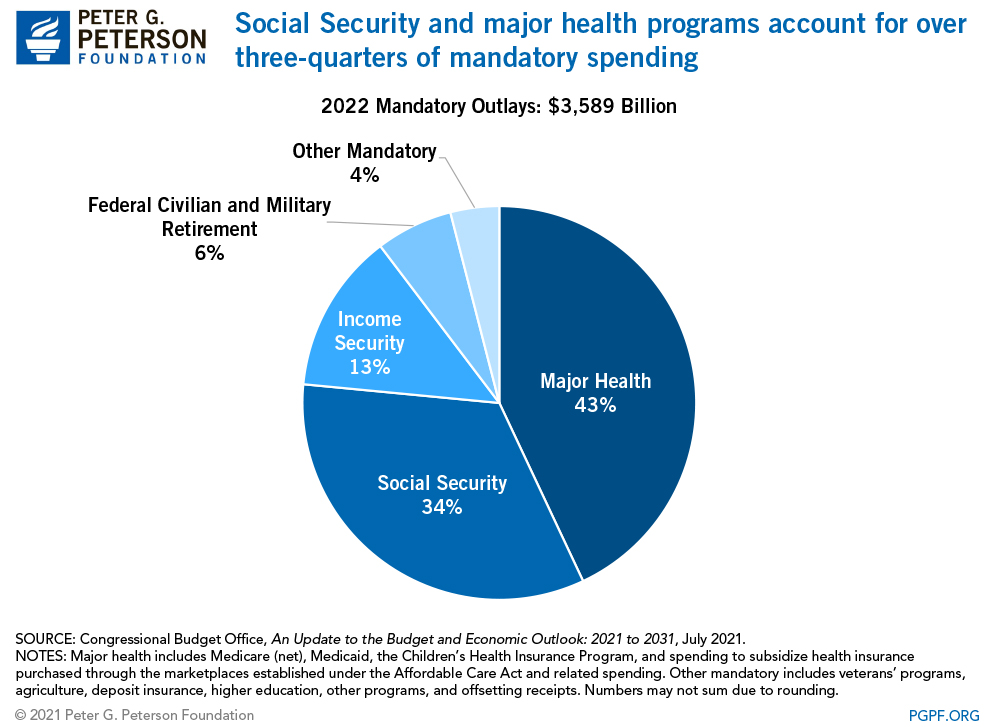 PETER G.
PETERSON
FOUNDATION
Social Security and major health programs account for over
three-quarters of mandatory spending
2022 Mandatory Outlays: $3,589 Billion
Other Mandatory
4%
Federal Civilian and Military
Retirement
6%
Income
Security
13%
Major Health
43%
Social Security
34%
SOURCE: Congressional Budget Office, An Update to the Budget and Economic Outlook: 2021 to 2031, July 2021.
NOTES: Major health includes Medicare (net), Medicaid, the Children’s Health Insurance Program, and spending to subsidize health insurance
purchased through the marketplaces established under the Affordable Care Act and related spending. Other mandatory includes veterans’ programs,
agriculture, deposit insurance, higher education, other programs, and offsetting receipts. Numbers may not sum due to rounding.
© 2021 Peter G. Peterson Foundation
PGPF.ORG